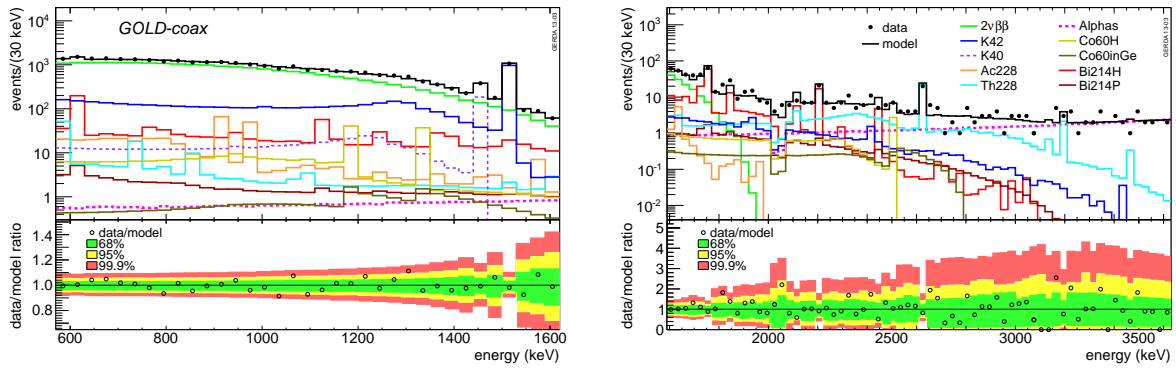 GOLD-coax
GERDA 13-03
events/(30 keV)
10⁴
10³
10²
10
1
data/model ratio
1.4
1.2
1.0
0.8
data/model
68%
95%
99.9%
600 800 1000 1200 1400 1600
energy (keV)
GERDA 13-03
events/(30 keV)
10³
10²
10
1
10⁻¹
10⁻²
data
model
2νββ
K42
K40
Ac228
Th228
Alphas
Co60H
Co60inGe
Bi214H
Bi214P
data/model ratio
5
4
3
2
1
0
data/model
68%
95%
99.9%
2000 2500 3000 3500
energy (keV)